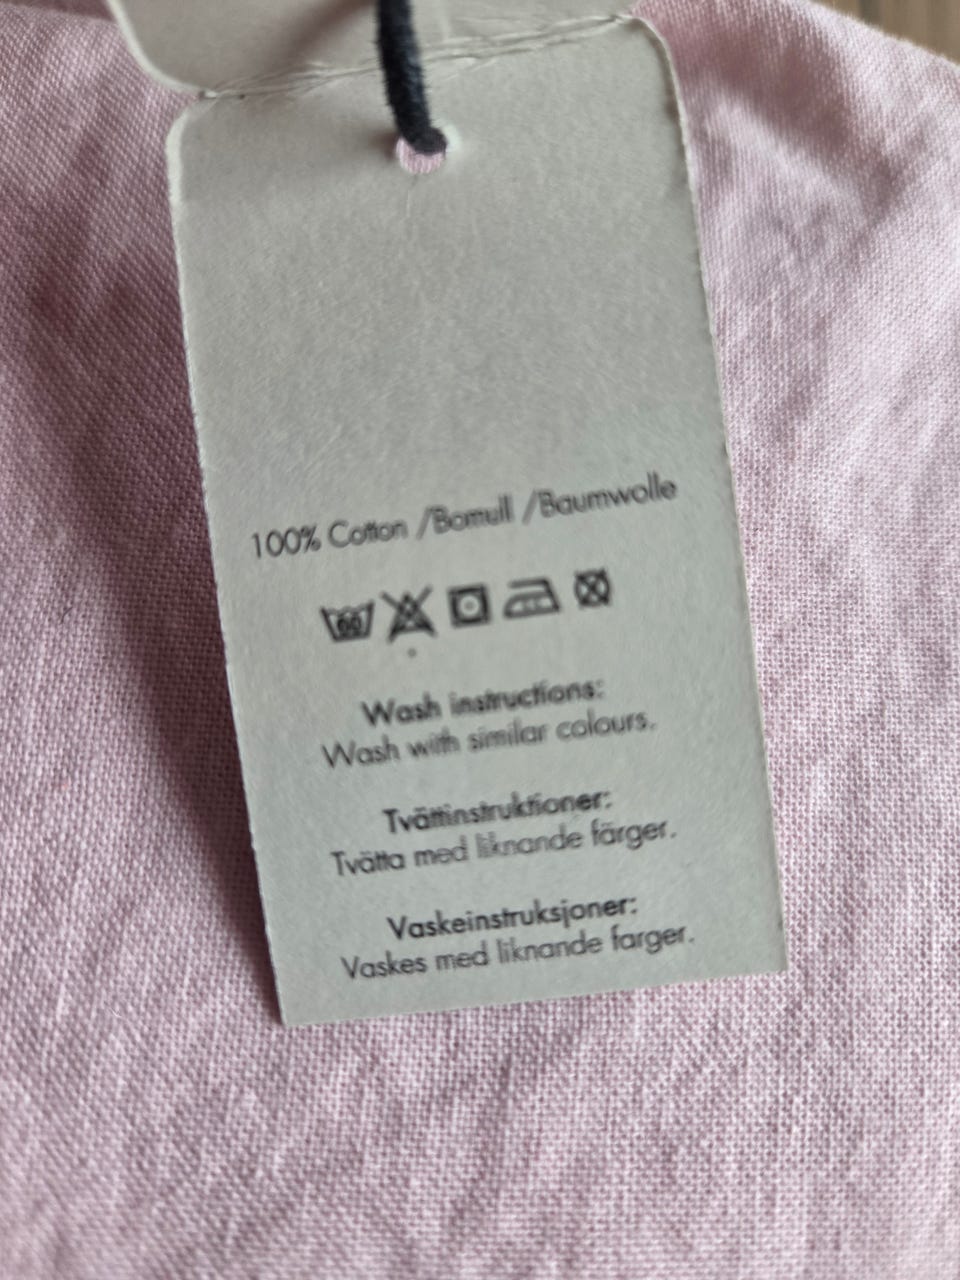 100% Cotton /Bomull /Baumwolle
60
Wash instructions:
Wash with similar colours.
Tvättinstruktioner:
Tvätta med liknande färger.
Vaskeinstruksjoner:
Vaskes med liknande farger.